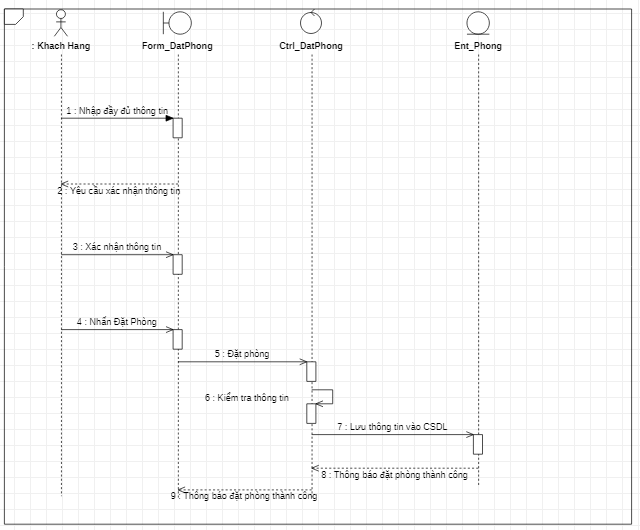 : Khach Hang
Form_DatPhong
Ctrl_DatPhong
Ent_Phong
1 : Nhập đầy đủ thông tin
2 : Yêu cầu xác nhận thông tin
3 : Xác nhận thông tin
4 : Nhấn Đặt Phòng
5 : Đặt phòng
6 : Kiểm tra thông tin
7 : Lưu thông tin vào CSDL
8 : Thông báo đặt phòng thành công
9 : Thông báo đặt phòng thành công